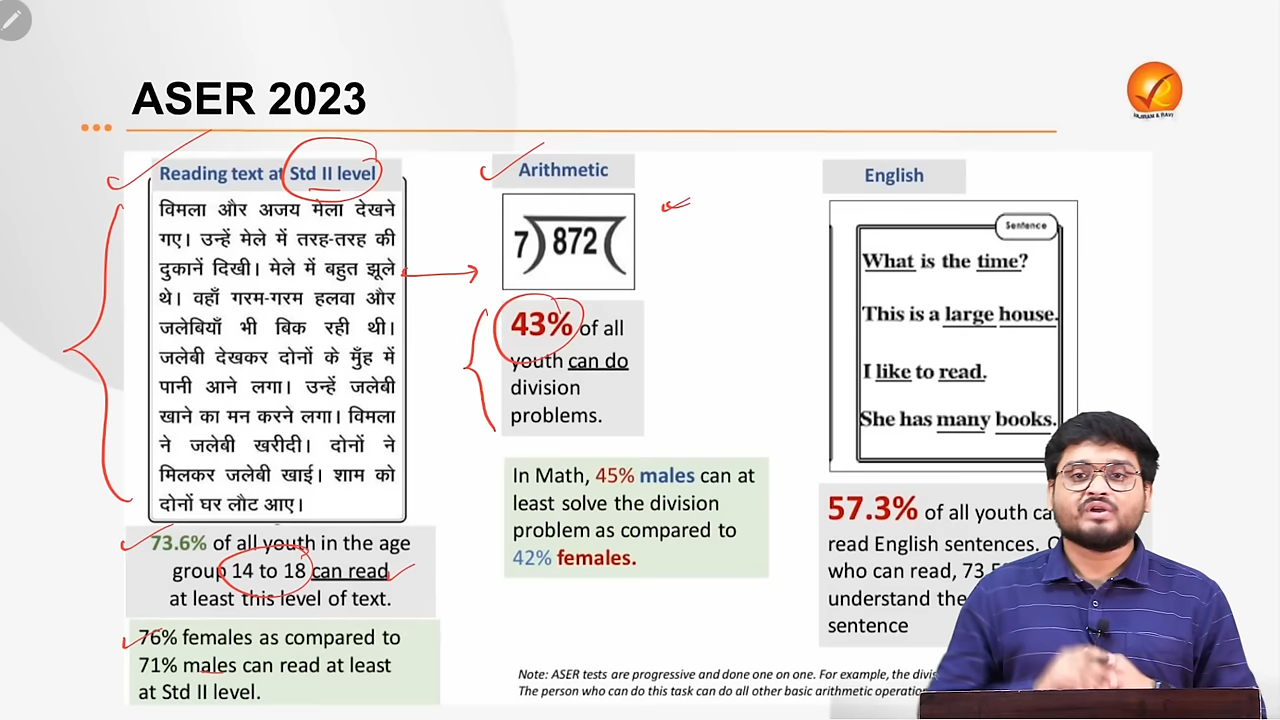 ASER 2023
VAJIRAM & RAVI
Reading text at Std II level
विमला और अजय मेला देखने
गए। उन्हें मेले में तरह-तरह की
दुकानें दिखी। मेले में बहुत झूले
थे। वहाँ गरम-गरम हलवा और
जलेबियाँ भी बिक रही थी।
जलेबी देखकर दोनों के मुँह में
पानी आने लगा। उन्हें जलेबी
खाने का मन करने लगा। विमला
ने जलेबी खरीदी। दोनों ने
मिलकर जलेबी खाई। शाम को
दोनों घर लौट आए।
73.6% of all youth in the age
group 14 to 18 can read
at least this level of text.
76% females as compared to
71% males can read at least
at Std II level.
Arithmetic
7)872(
43% of all
youth can do
division
problems.
In Math, 45% males can at
least solve the division
problem as compared to
42% females.
English
Sentence
What is the time?
This is a large house.
I like to read.
She has many books.
57.3% of all youth
read English sentences.
who can read,
understand the
sentence
Note: ASER tests are progressive and done one on one. For example, the
The person who can do this task can do all other basic arithmetic